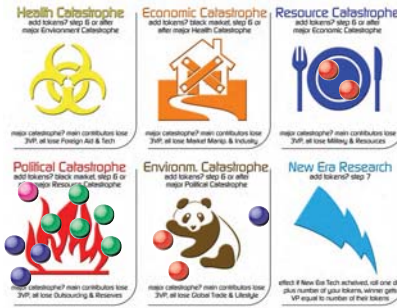 Health Catastrophe
add tokens? step 6 or after
major Environment Catastrophe
major catastrophe? main contributors lose
3VP, all lose Foreign Aid & Tech
Economic Catastrophe
add tokens? black market, step 6 or
after major Health Catastrophe
major catastrophe? main contributors lose
3VP, all lose Market Manip. & Industry
Resource Catastrophe
add tokens? step 6 or after
major Economic Catastrophe
major catastrophe? main contributors lose
3VP, all lose Military & Resources
Political Catastrophe
add tokens? black market, step 6 or
major Resource Catastrophe
major catastrophe? main contributors lose
3VP, all lose Outsourcing & Reserves
Environm. Catastrophe
add tokens? step 6 or after
major Political Catastrophe
major catastrophe? main contributors lose
3VP, all lose Global Trade & Lifestyle
New Era Research
add tokens? step 7
effect if New Era Tech acheived, roll one d
plus number of your tokens, winner gets
VP equal to number of their tokens